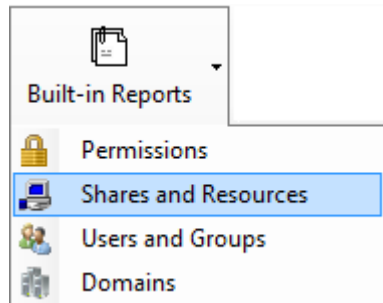 Built-in Reports
Permissions
Shares and Resources
Users and Groups
Domains